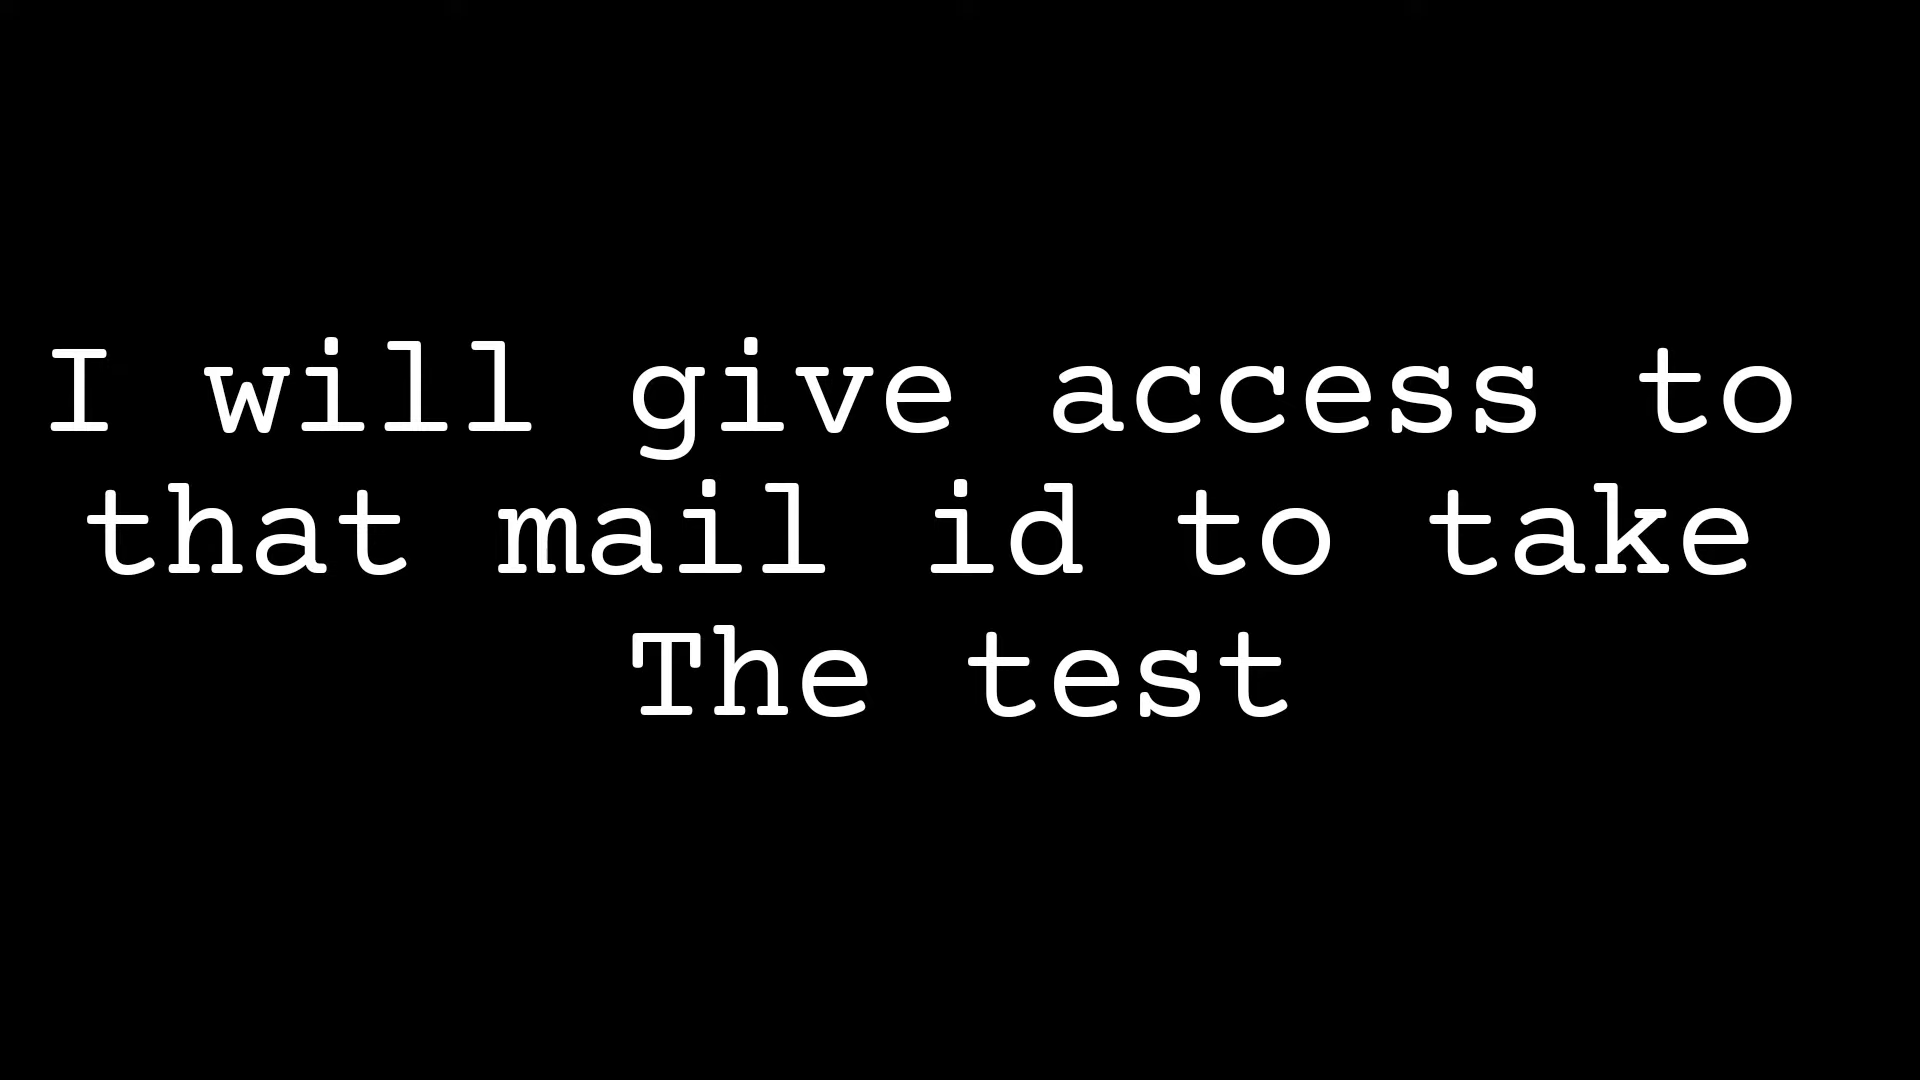 I will give access to
that mail id to take
The test